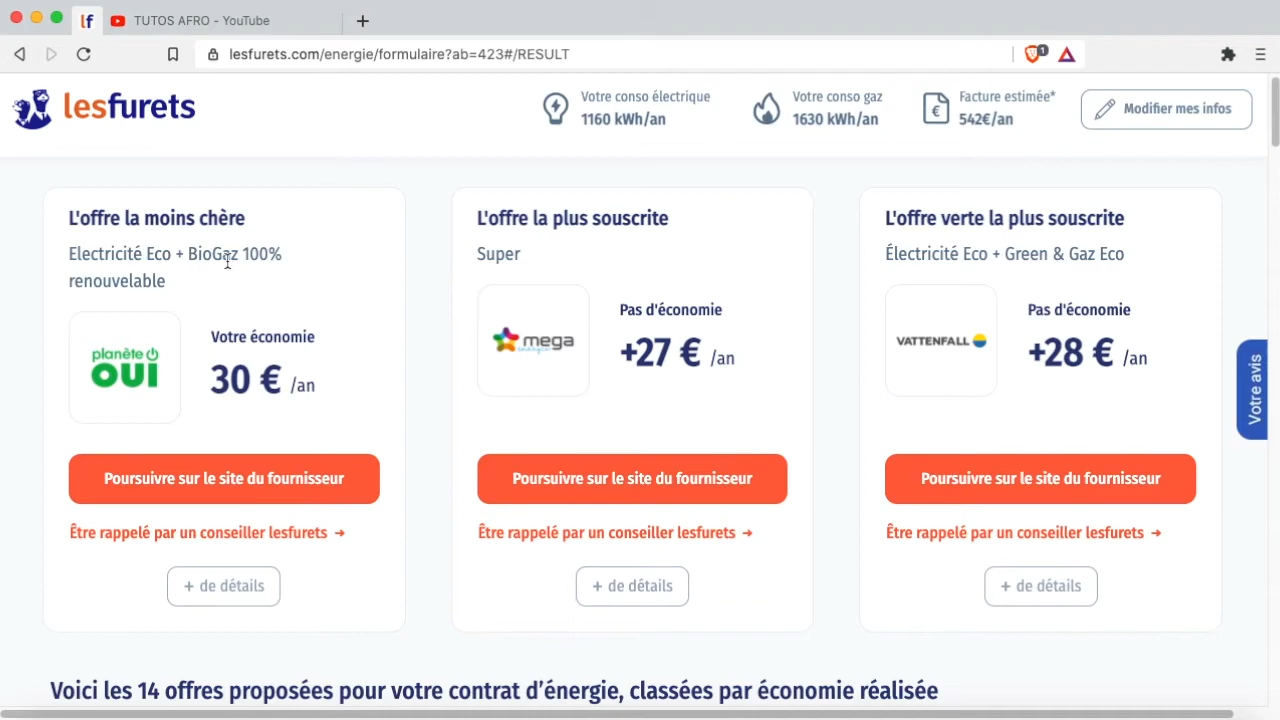 lf
TUTOS AFRO - YouTube
+
lesfurets.com/energie/formulaire?ab=423#/RESULT
1
lesfurets
Votre conso électrique
1160 kWh/an
Votre conso gaz
1630 kWh/an
€
Facture estimée*
542€/an
Modifier mes infos
L'offre la moins chère
Electricité Eco + BioGaz 100%
renouvelable
planète
OUI
Votre économie
30 € /an
Poursuivre sur le site du fournisseur
Être rappelé par un conseiller lesfurets →
+ de détails
L'offre la plus souscrite
Super
mega
energie
Pas d'économie
+27 € /an
Poursuivre sur le site du fournisseur
Être rappelé par un conseiller lesfurets →
+ de détails
L'offre verte la plus souscrite
Électricité Eco + Green & Gaz Eco
VATTENFALL
Pas d'économie
+28 € /an
Poursuivre sur le site du fournisseur
Être rappelé par un conseiller lesfurets →
+ de détails
Votre avis
Voici les 14 offres proposées pour votre contrat d’énergie, classées par économie réalisée